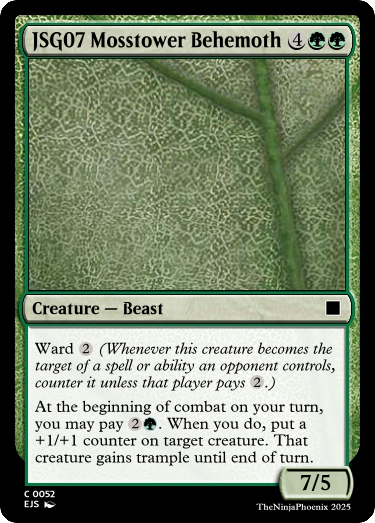 JSG07 Mosstower Behemoth 4
Creature — Beast
Ward 2 (Whenever this creature becomes the
target of a spell or ability an opponent controls,
counter it unless that player pays 2.)
At the beginning of combat on your turn,
you may pay 2. When you do, put a
+1/+1 counter on target creature. That
creature gains trample until end of turn.
7/5
C 0052
EJS
TheNinjaPhoenix 2025